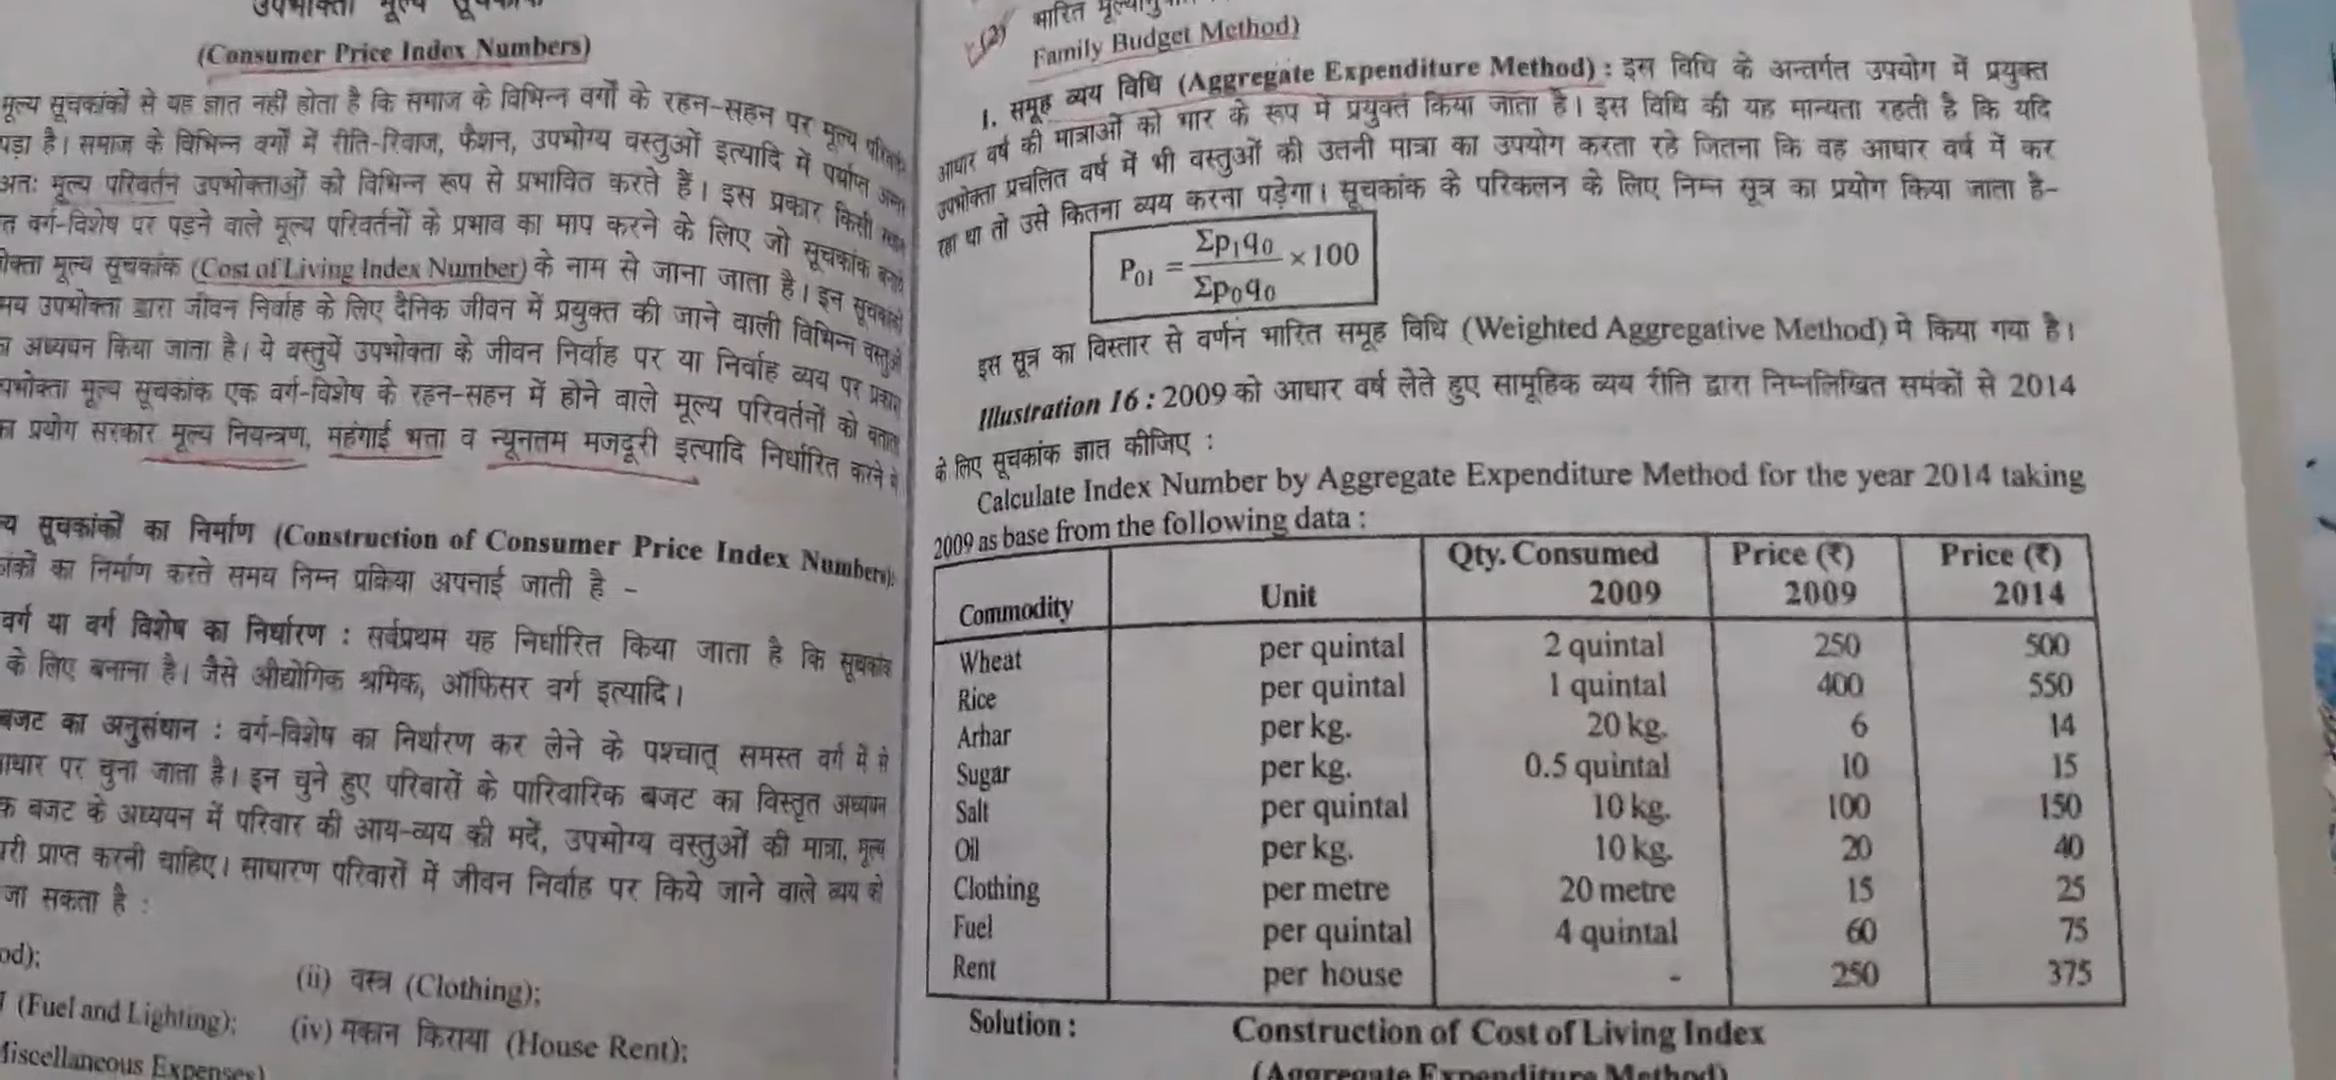 उपभोक्ता मूल्य
(Consumer Price Index Numbers)
मूल्य सूचकांकों से यह ज्ञात नहीं होता है कि समाज के विभिन्न वर्गों के रहन-सहन पर मूल्य
पड़ा है। समाज के विभिन्न वर्गों में रीति-रिवाज, फैशन, उपभोग्य वस्तुओं इत्यादि में पर्याप्त
अतः मूल्य परिवर्तन उपभोक्ताओं को विभिन्न रूप से प्रभावित करते हैं। इस प्रकार किसी
त वर्ग-विशेष पर पड़ने वाले मूल्य परिवर्तनों के प्रभाव का माप करने के लिए जो सूचकांक
मूल्य सूचकांक (Cost of Living Index Number) के नाम से जाना जाता है। इन
उपभोक्ता द्वारा जीवन निर्वाह के लिए दैनिक जीवन में प्रयुक्त की जाने वाली विभिन्न
अध्ययन किया जाता है। ये वस्तुयें उपभोक्ता के जीवन निर्वाह पर या निर्वाह व्यय पर
मूल्य सूचकांक एक वर्ग-विशेष के रहन-सहन में होने वाले मूल्य परिवर्तनों को
प्रयोग सरकार मूल्य नियन्त्रण, महंगाई भत्ता व न्यूनतम मजदूरी इत्यादि निर्धारित करने
सूचकांकों का निर्माण (Construction of Consumer Price Index Numbers):
का निर्माण करते समय निम्न प्रक्रिया अपनाई जाती है -
वर्ग या वर्ग विशेष का निर्धारण : सर्वप्रथम यह निर्धारित किया जाता है कि
के लिए बनाना है। जैसे औद्योगिक श्रमिक, ऑफिसर वर्ग इत्यादि।
बजट का अनुसंधान : वर्ग-विशेष का निर्धारण कर लेने के पश्चात् समस्त वर्ग में से
पर चुना जाता है। इन चुने हुए परिवारों के पारिवारिक बजट का विस्तृत अध्ययन
बजट के अध्ययन में परिवार की आय-व्यय की मदें, उपभोग्य वस्तुओं की मात्रा, मूल्य
प्राप्त करनी चाहिए। साधारण परिवारों में जीवन निर्वाह पर किये जाने वाले व्यय को
जा सकता है :
od);
(ii) वस्त्र (Clothing);
(Fuel and Lighting);
(iv) मकान किराया (House Rent);
Miscellaneous Expenses)
(2) भारित
Family Budget Method)
1. समूह व्यय विधि (Aggregate Expenditure Method) : इस विधि के अन्तर्गत उपयोग में प्रयुक्त
आधार वर्ष की मात्राओं को भार के रूप में प्रयुक्त किया जाता है। इस विधि की यह मान्यता रहती है कि यदि
उपभोक्ता प्रचलित वर्ष में भी वस्तुओं की उतनी मात्रा का उपयोग करता रहे जितना कि वह आधार वर्ष में कर
रहा था तो उसे कितना व्यय करना पड़ेगा। सूचकांक के परिकलन के लिए निम्न सूत्र का प्रयोग किया जाता है-
P₀₁ = Σp₁q₀ / Σp₀q₀ × 100
इस सूत्र का विस्तार से वर्णन भारित समूह विधि (Weighted Aggregative Method) मे किया गया है।
Illustration 16 : 2009 को आधार वर्ष लेते हुए सामूहिक व्यय रीति द्वारा निम्नलिखित समंकों से 2014
के लिए सूचकांक ज्ञात कीजिए :
Calculate Index Number by Aggregate Expenditure Method for the year 2014 taking
2009 as base from the following data :
Commodity Unit Qty. Consumed 2009 Price (₹) 2009 Price (₹) 2014
Wheat per quintal 2 quintal 250 500
Rice per quintal 1 quintal 400 550
Arhar per kg. 20 kg. 6 14
Sugar per kg. 0.5 quintal 10 15
Salt per quintal 10 kg. 100 150
Oil per kg. 10 kg. 20 40
Clothing per metre 20 metre 15 25
Fuel per quintal 4 quintal 60 75
Rent per house - 250 375
Solution : Construction of Cost of Living Index
(Aggregate Expenditure Method)